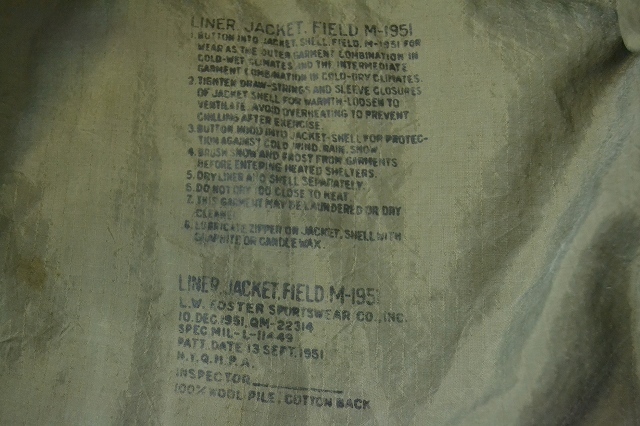 LINER, JACKET, FIELD M-1951
1. BUTTON INTO JACKET, SHELL, FIELD, M-1951 FOR
WEAR AS THE OUTER GARMENT COMBINATION IN
COLD-WET CLIMATES AND THE INTERMEDIATE
GARMENT COMBINATION IN COLD-DRY CLIMATES.
2. TIGHTEN DRAW-STRINGS AND SLEEVE CLOSURES
OF JACKET SHELL FOR WARMTH-LOOSEN TO
VENTILATE. AVOID OVERHEATING TO PREVENT
CHILLING AFTER EXERCISE.
3. BUTTON HOOD INTO JACKET-SHELL FOR PROTEC-
TION AGAINST COLD, WIND, RAIN, SNOW.
4. BRUSH SNOW AND FROST FROM GARMENTS
BEFORE ENTERING HEATED SHELTERS.
5. DRY LINER AND SHELL SEPARATELY.
6. DO NOT DRY TOO CLOSE TO HEAT.
7. THIS GARMENT MAY BE LAUNDERED OR DRY
CLEANED.
8. LUBRICATE ZIPPER ON JACKET, SHELL WITH
GRAPHITE OR CANDLE WAX.
LINER, JACKET, FIELD M-1951
L.W. FOSTER SPORTSWEAR CO., INC.
10 DEC. 1951, QM-22314
SPEC. MIL-L-11449
PATT. DATE 13 SEPT. 1951
N.Y.Q.M.P.A.
INSPECTOR
100% WOOL PILE, COTTON BACK